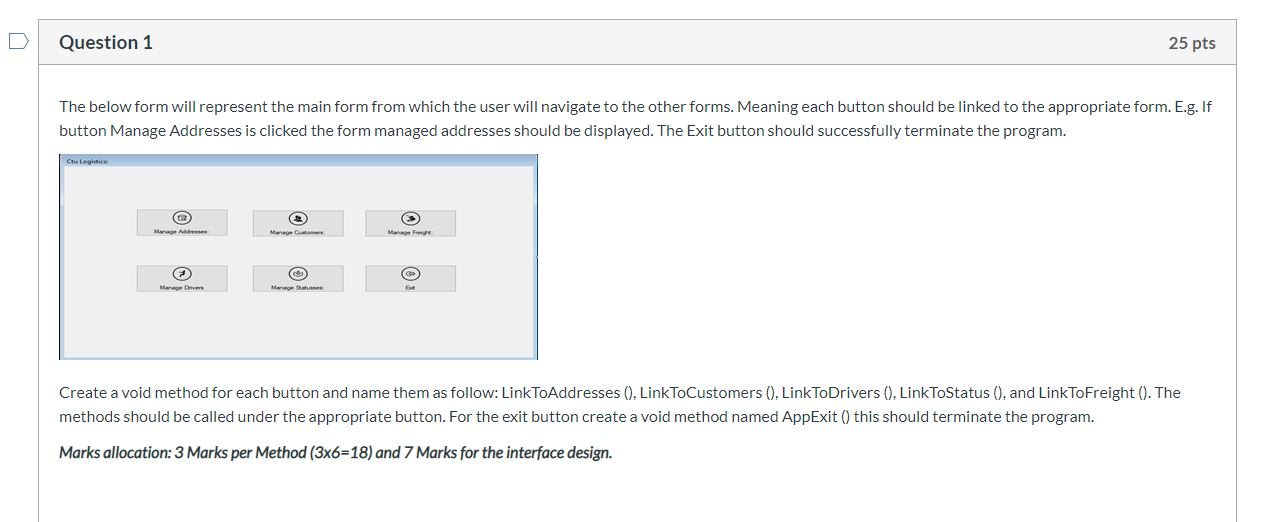 Question 1
25 pts
The below form will represent the main form from which the user will navigate to the other forms. Meaning each button should be linked to the appropriate form. E.g. If
button Manage Addresses is clicked the form managed addresses should be displayed. The Exit button should successfully terminate the program.
Ctu Logistics:
Manage Addresses:
Manage Customers:
Manage Freight:
Manage Drivers
Manage Statusses:
Exit
Create a void method for each button and name them as follow: LinkToAddresses (), LinkToCustomers (), LinkToDrivers (), LinkToStatus (), and LinkToFreight (). The
methods should be called under the appropriate button. For the exit button create a void method named AppExit () this should terminate the program.
Marks allocation: 3 Marks per Method (3x6=18) and 7 Marks for the interface design.